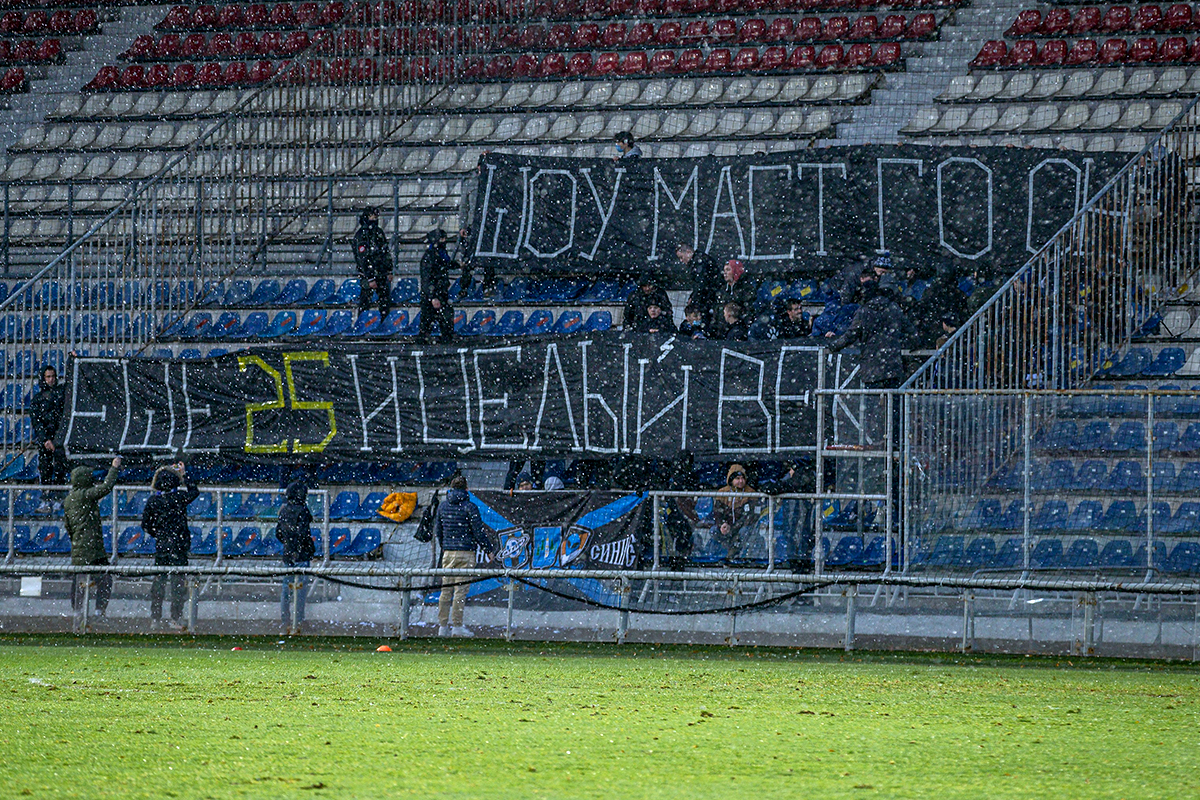 ШОУ МАСТ ГО ОН
ЕЩЕ 25 И ЦЕЛЫЙ ВЕК